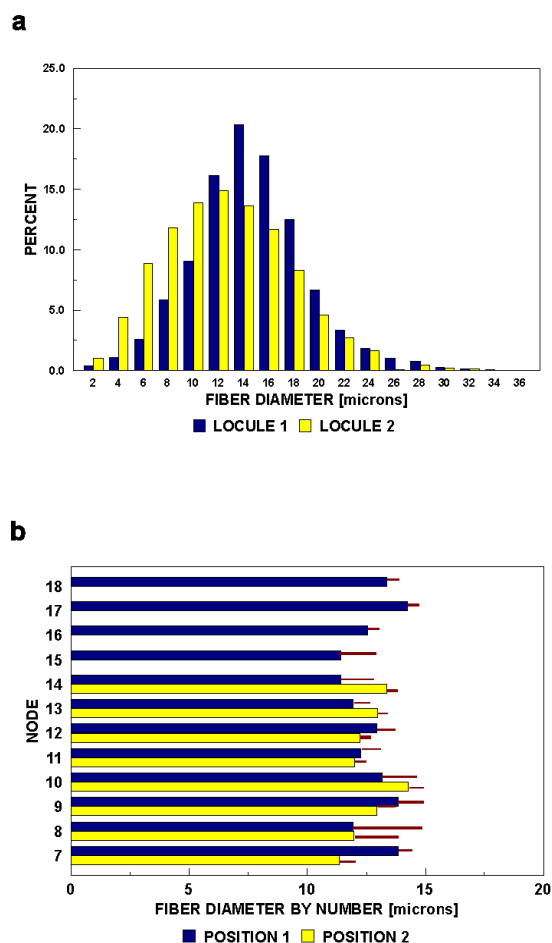 a
25.0
20.0
15.0
10.0
5.0
0.0
PERCENT
2 4 6 8 10 12 14 16 18 20 22 24 26 28 30 32 34 36
FIBER DIAMETER [microns]
LOCULE 1 LOCULE 2
b
18
17
16
15
14
13
12
11
10
9
8
7
NODE
0 5 10 15 20
FIBER DIAMETER BY NUMBER [microns]
POSITION 1 POSITION 2